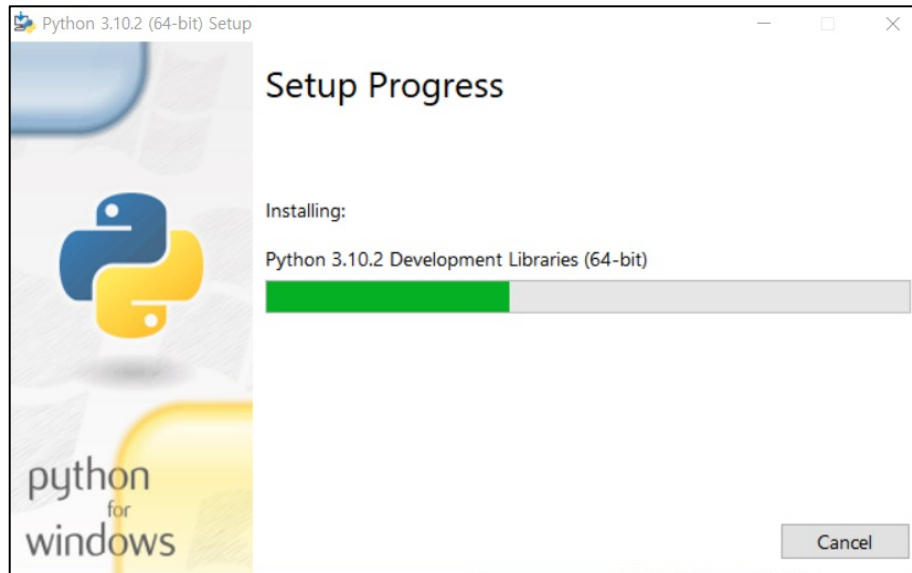 Python 3.10.2 (64-bit) Setup
Setup Progress
Installing:
Python 3.10.2 Development Libraries (64-bit)
python
for
windows
Cancel